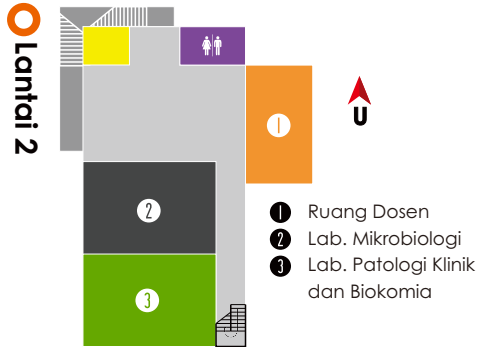 Lantai 2
U
1
2
3
1 Ruang Dosen
2 Lab. Mikrobiologi
3 Lab. Patologi Klinik
dan Biokomia